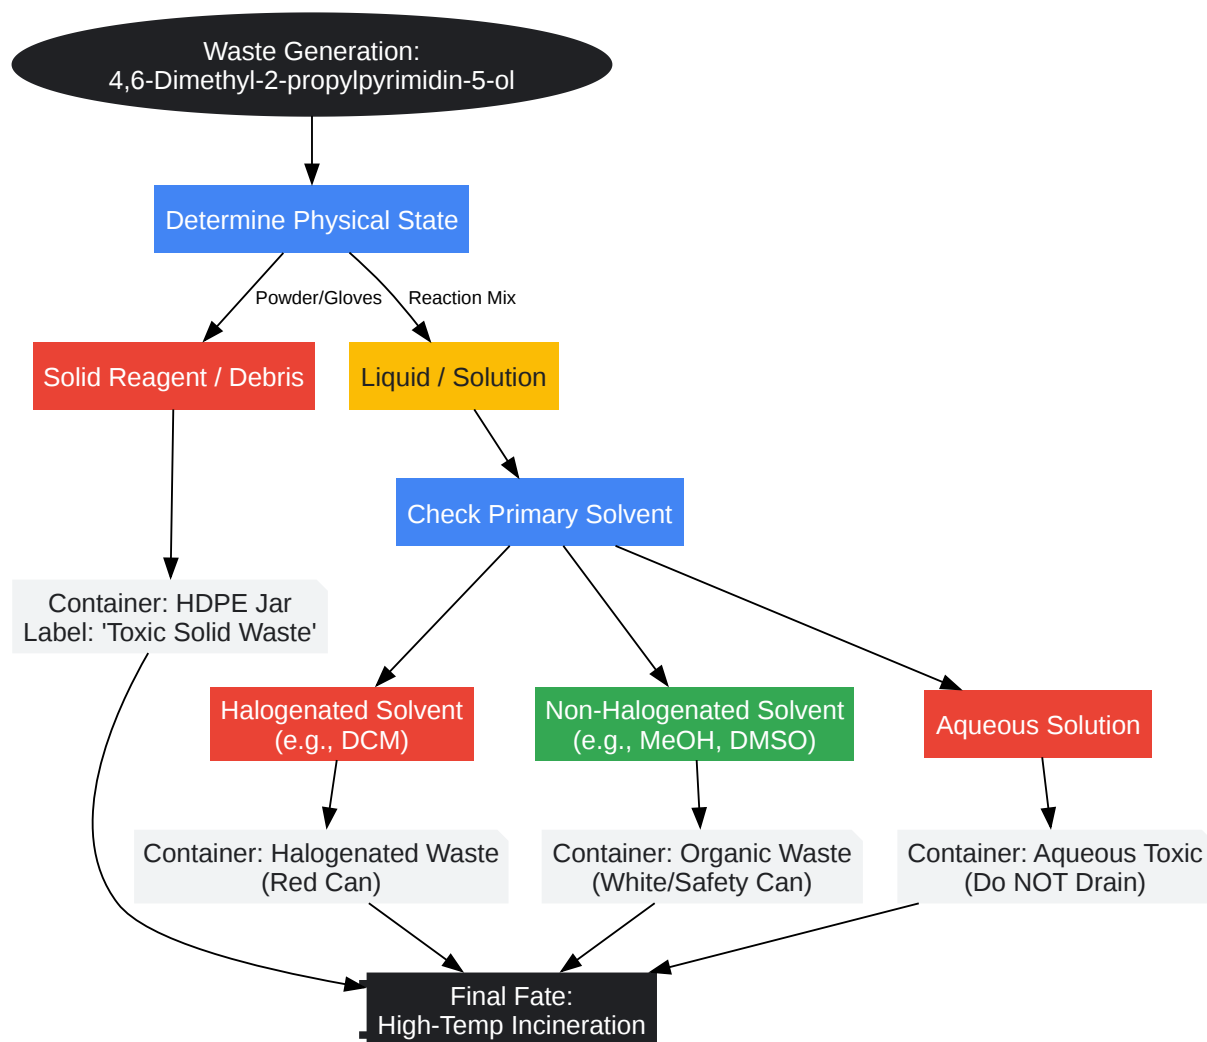 Waste Generation:
4,6-Dimethyl-2-propylpyrimidin-5-ol
Determine Physical State
Powder/Gloves
Reaction Mix
Solid Reagent / Debris
Liquid / Solution
Check Primary Solvent
Container: HDPE Jar
Label: 'Toxic Solid Waste'
Halogenated Solvent
(e.g., DCM)
Non-Halogenated Solvent
(e.g., MeOH, DMSO)
Aqueous Solution
Container: Halogenated Waste
(Red Can)
Container: Organic Waste
(White/Safety Can)
Container: Aqueous Toxic
(Do NOT Drain)
Final Fate:
High-Temp Incineration